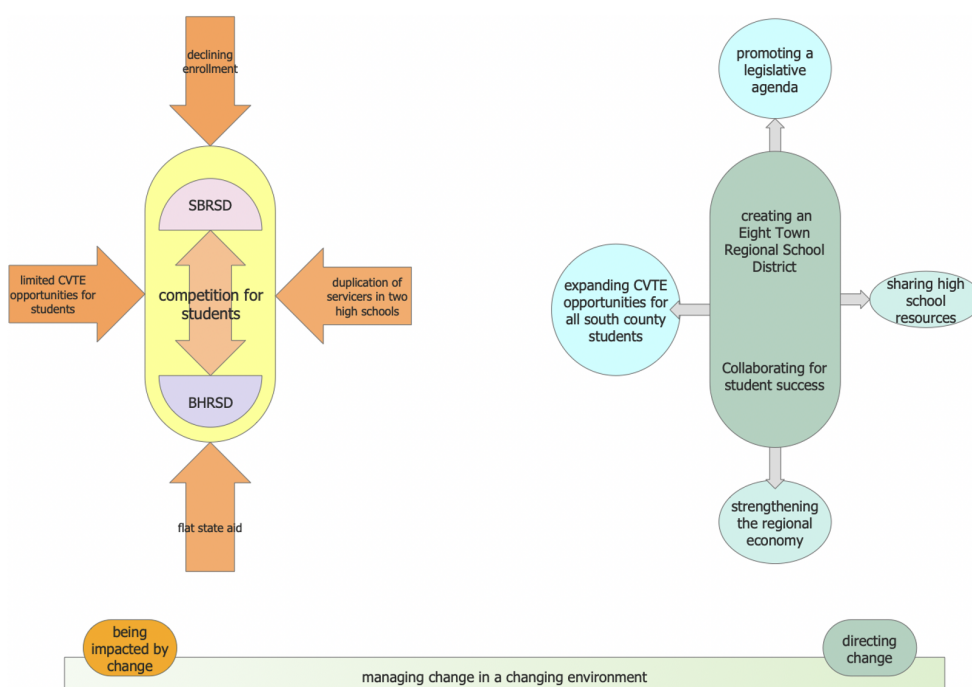 declining
enrollment
SBRSD
limited CVTE
opportunities for
students
competition for
students
duplication of
servicers in two
high schools
BHRSD
flat state aid
promoting a
legislative
agenda
creating an
Eight Town
Regional School
District
expanding CVTE
opportunities for
all south county
students
sharing high
school
resources
Collaborating for
student success
strengthening
the regional
economy
being
impacted by
change
directing
change
managing change in a changing environment